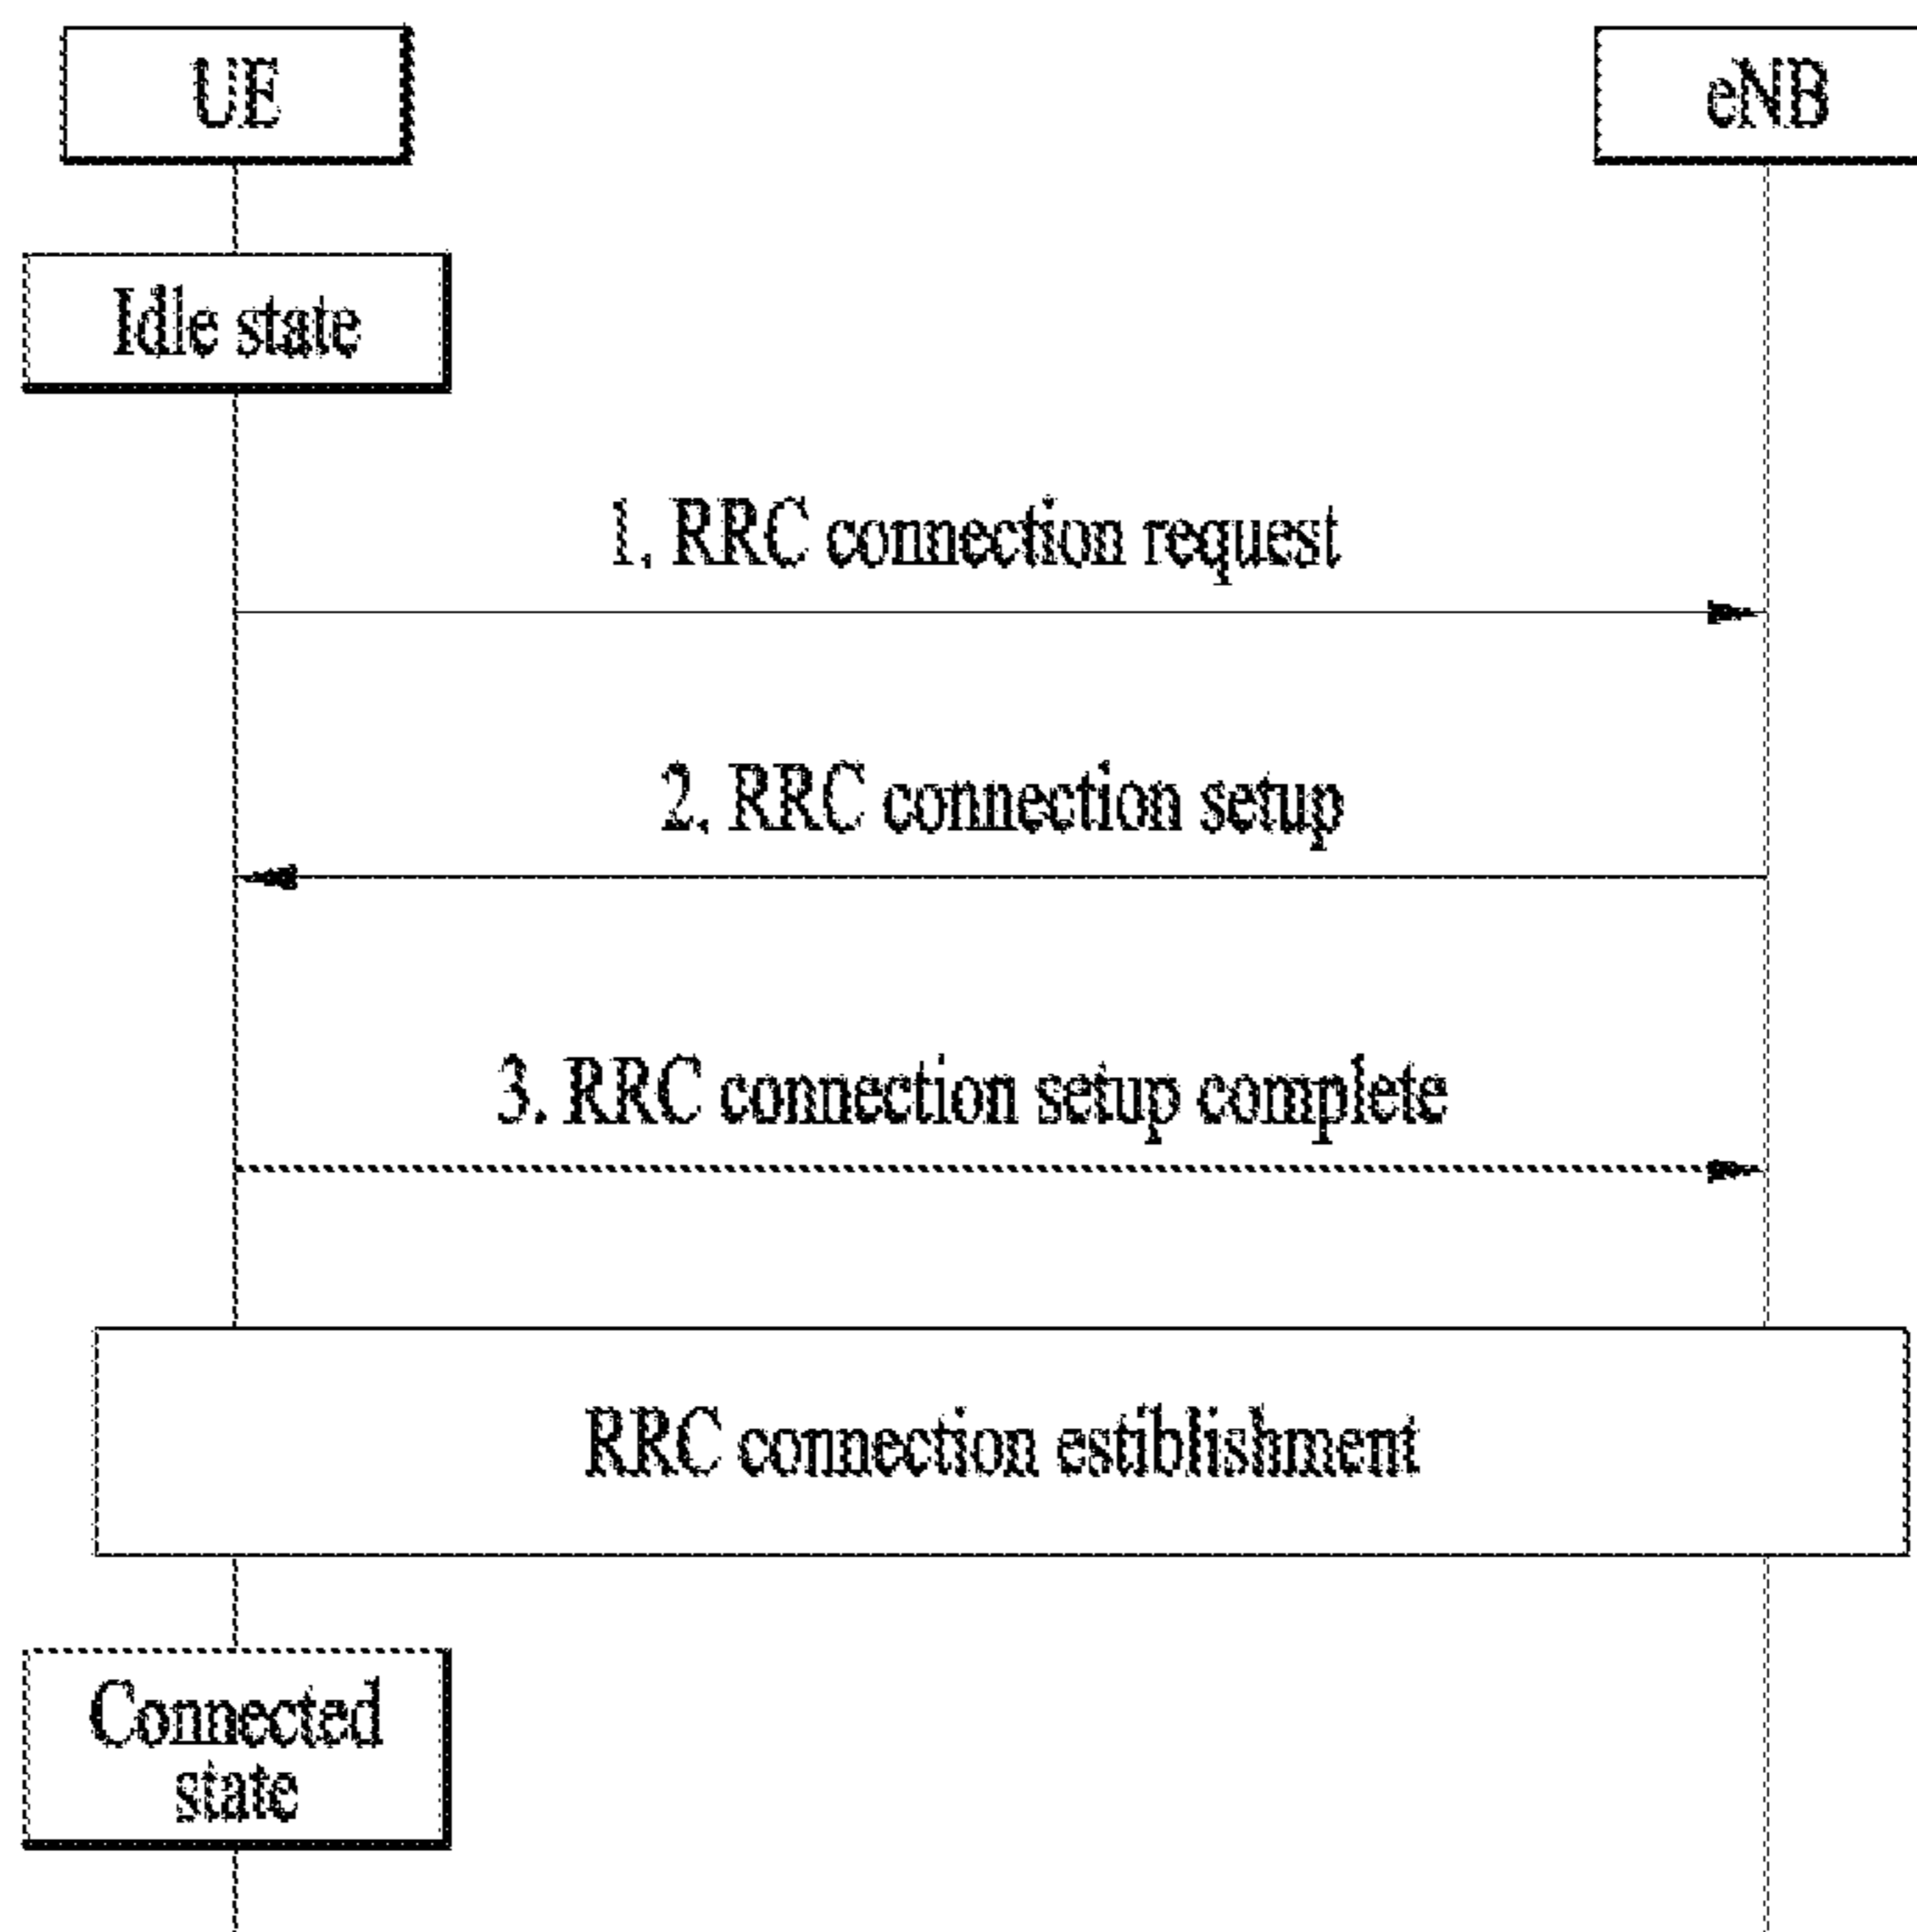 UE
eNB
Idle state
1. RRC connection request
2. RRC connection setup
3. RRC connection setup complete
RRC connection estiblishment
Connected
state